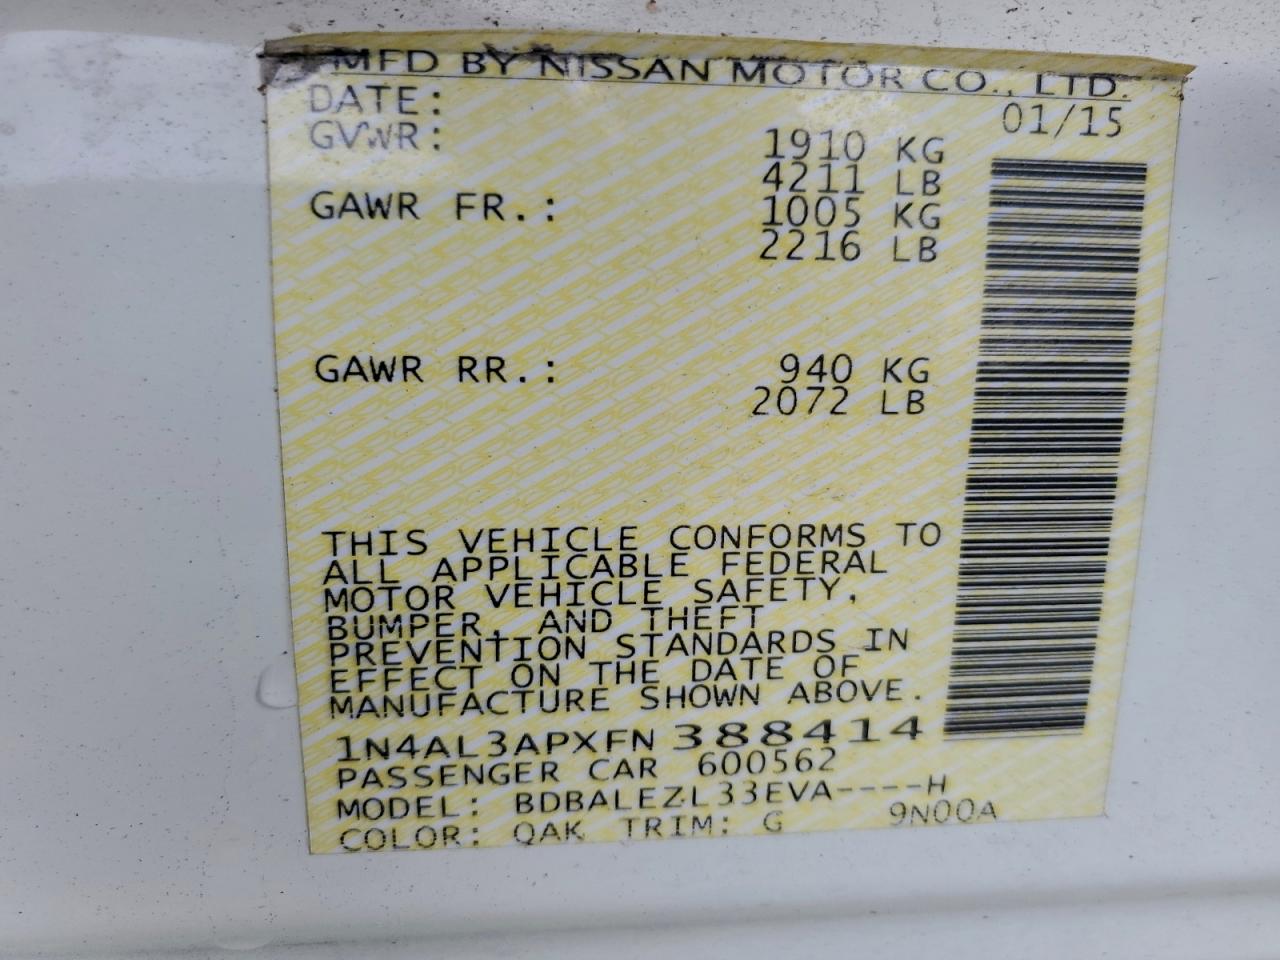 MFD BY NISSAN MOTOR CO., LTD.
DATE: 01/15
GVWR: 1910 KG
4211 LB
GAWR FR.: 1005 KG
2216 LB
GAWR RR.: 940 KG
2072 LB
THIS VEHICLE CONFORMS TO
ALL APPLICABLE FEDERAL
MOTOR VEHICLE SAFETY,
BUMPER, AND THEFT
PREVENTION STANDARDS IN
EFFECT ON THE DATE OF
MANUFACTURE SHOWN ABOVE.
1N4AL3APXFN 388414
PASSENGER CAR 600562
MODEL: BDBALEZ-L33EVA----H
COLOR: QAK TRIM: G 9N00A